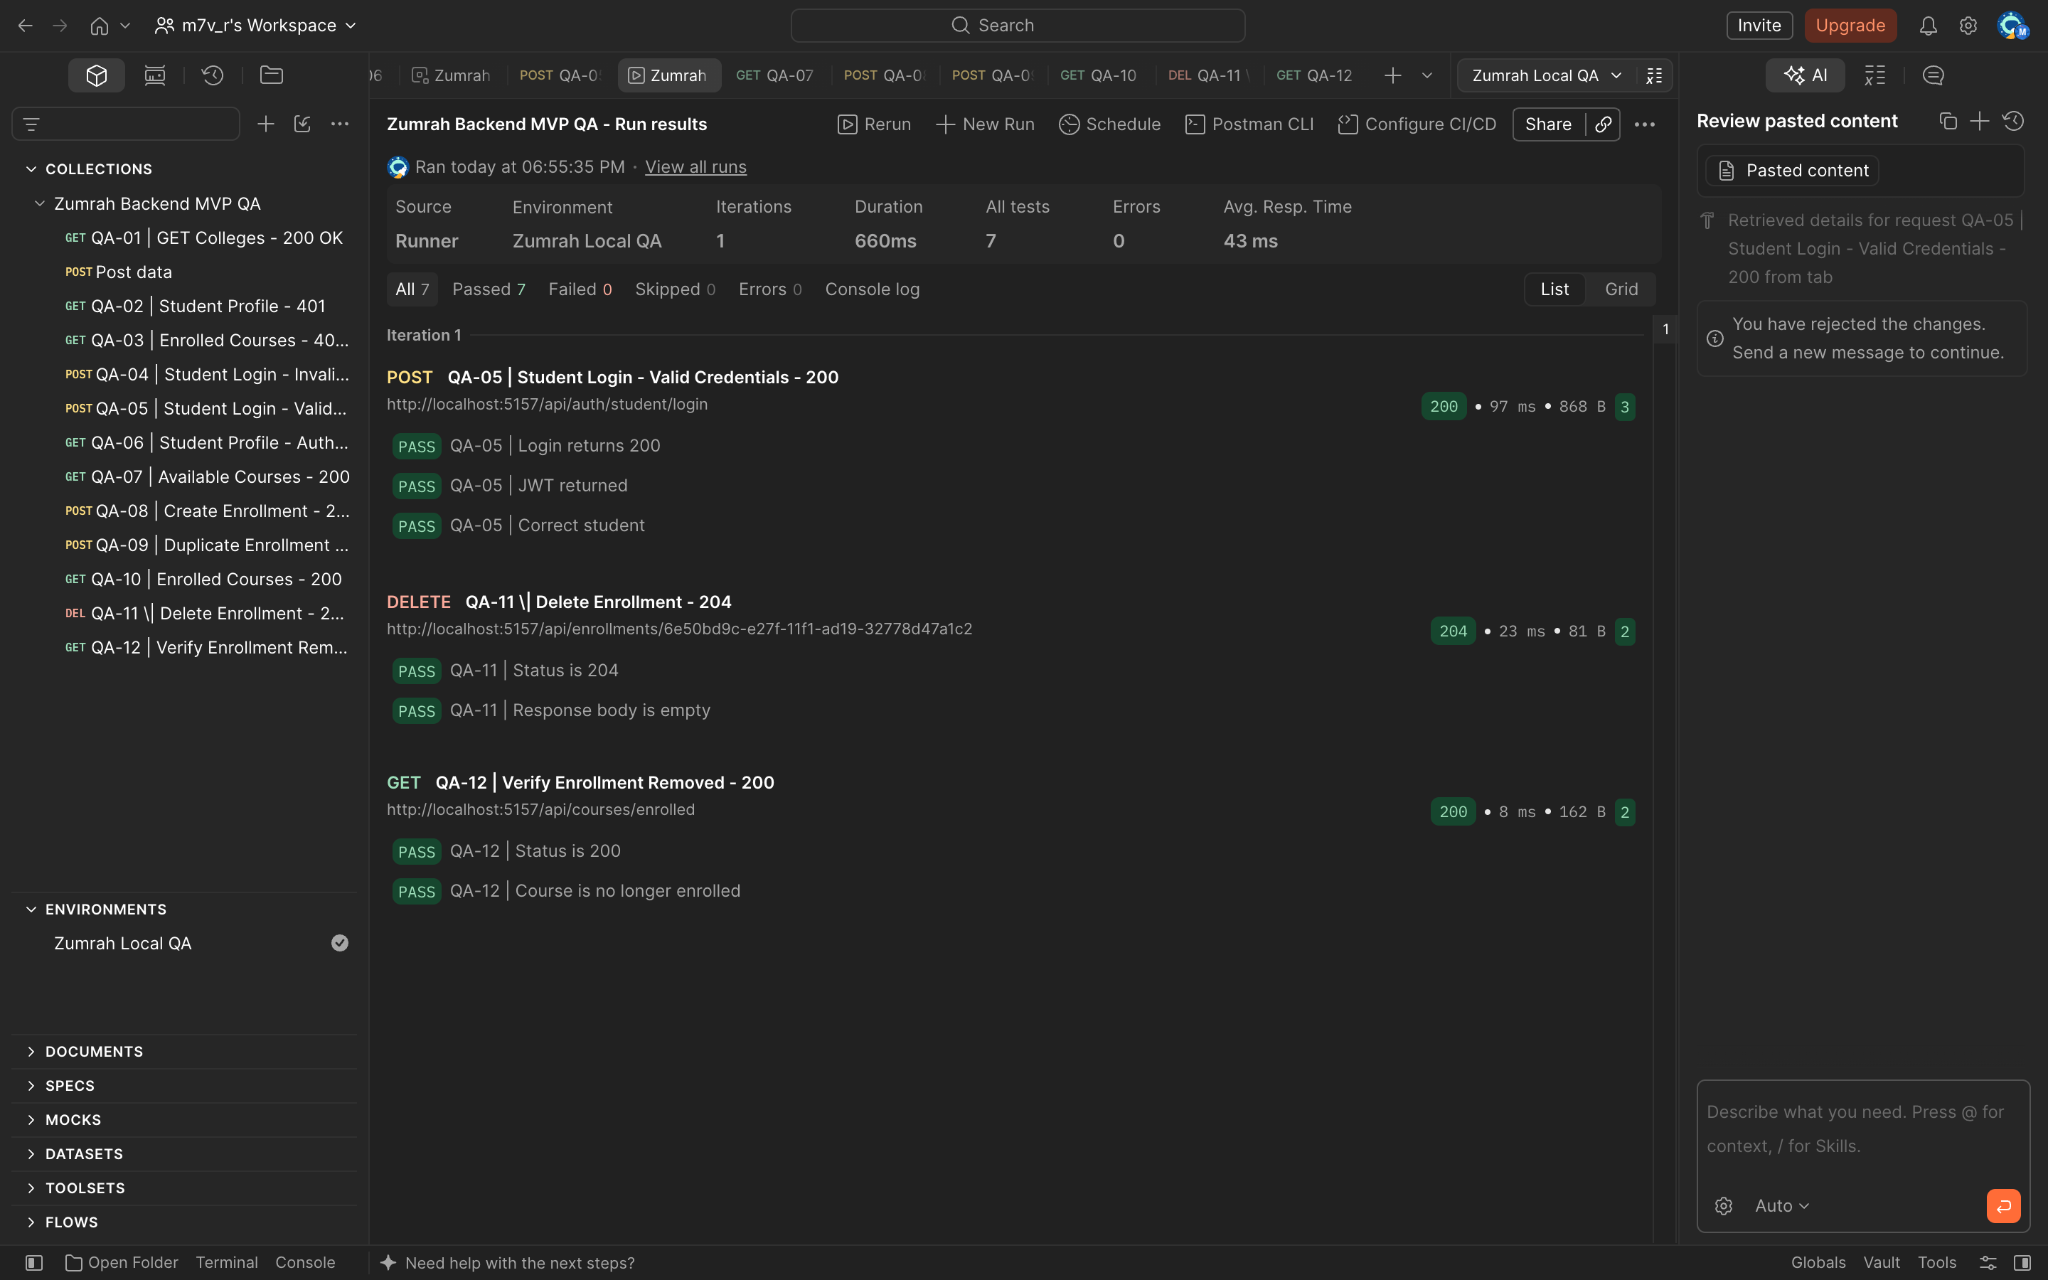 m7v_r's Workspace
Search
Invite
Upgrade
06
Zumrah
POST QA-0
Zumrah
GET QA-07
POST QA-0
POST QA-0
GET QA-10
DEL QA-11 \
GET QA-12
Zumrah Local QA
AI
COLLECTIONS
Zumrah Backend MVP QA
GET QA-01 | GET Colleges - 200 OK
POST Post data
GET QA-02 | Student Profile - 401
GET QA-03 | Enrolled Courses - 40...
POST QA-04 | Student Login - Invali...
POST QA-05 | Student Login - Valid...
GET QA-06 | Student Profile - Auth...
GET QA-07 | Available Courses - 200
POST QA-08 | Create Enrollment - 2...
POST QA-09 | Duplicate Enrollment ...
GET QA-10 | Enrolled Courses - 200
DEL QA-11 \| Delete Enrollment - 2...
GET QA-12 | Verify Enrollment Rem...
ENVIRONMENTS
Zumrah Local QA
DOCUMENTS
SPECS
MOCKS
DATASETS
TOOLSETS
FLOWS
Zumrah Backend MVP QA - Run results
Rerun
New Run
Schedule
Postman CLI
Configure CI/CD
Share
Ran today at 06:55:35 PM · View all runs
Source Environment Iterations Duration All tests Errors Avg. Resp. Time
Runner Zumrah Local QA 1 660ms 7 0 43 ms
All 7 Passed 7 Failed 0 Skipped 0 Errors 0 Console log
List Grid
Iteration 1
1
POST QA-05 | Student Login - Valid Credentials - 200
http://localhost:5157/api/auth/student/login
200 • 97 ms • 868 B 3
PASS QA-05 | Login returns 200
PASS QA-05 | JWT returned
PASS QA-05 | Correct student
DELETE QA-11 \| Delete Enrollment - 204
http://localhost:5157/api/enrollments/6e50bd9c-e27f-11f1-ad19-32778d47a1c2
204 • 23 ms • 81 B 2
PASS QA-11 | Status is 204
PASS QA-11 | Response body is empty
GET QA-12 | Verify Enrollment Removed - 200
http://localhost:5157/api/courses/enrolled
200 • 8 ms • 162 B 2
PASS QA-12 | Status is 200
PASS QA-12 | Course is no longer enrolled
Review pasted content
Pasted content
Retrieved details for request QA-05 |
Student Login - Valid Credentials -
200 from tab
You have rejected the changes.
Send a new message to continue.
Describe what you need. Press @ for
context, / for Skills.
Auto
Open Folder
Terminal
Console
Need help with the next steps?
Globals
Vault
Tools